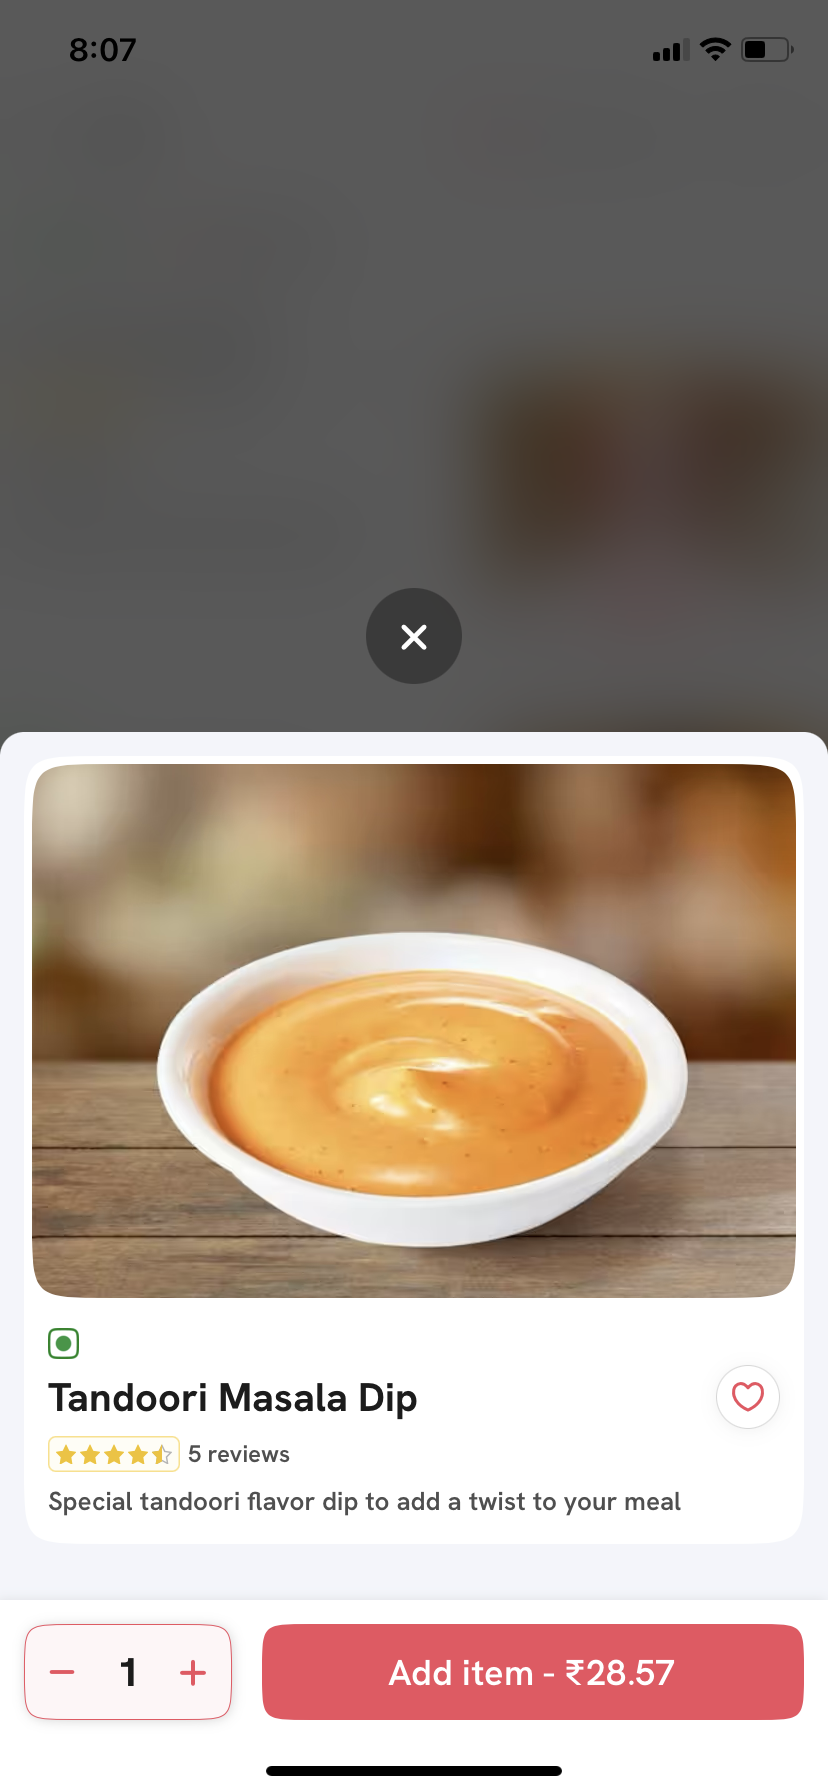 8:07
Tandoori Masala Dip
5 reviews
Special tandoori flavor dip to add a twist to your meal
1
Add item - ₹28.57